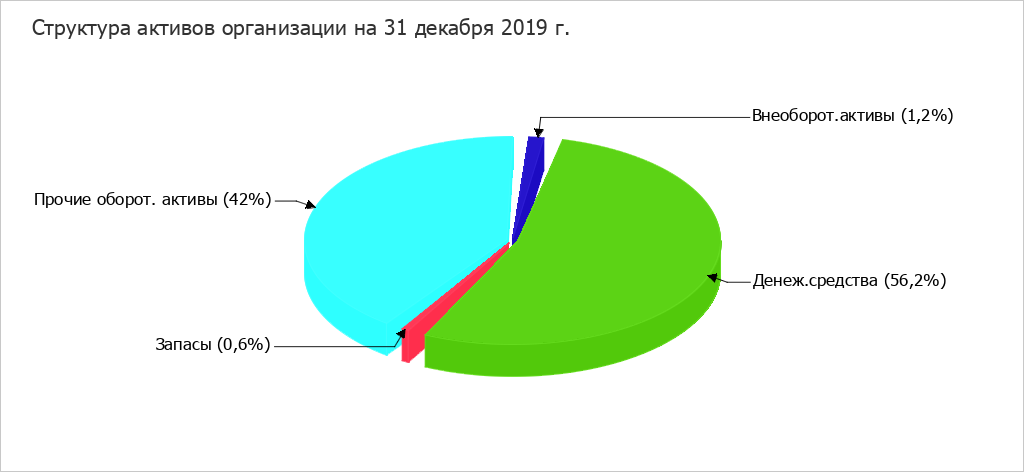 Структура активов организации на 31 декабря 2019 г.
Внеоборот.активы (1,2%)
Прочие оборот. активы (42%)
Денеж.средства (56,2%)
Запасы (0,6%)